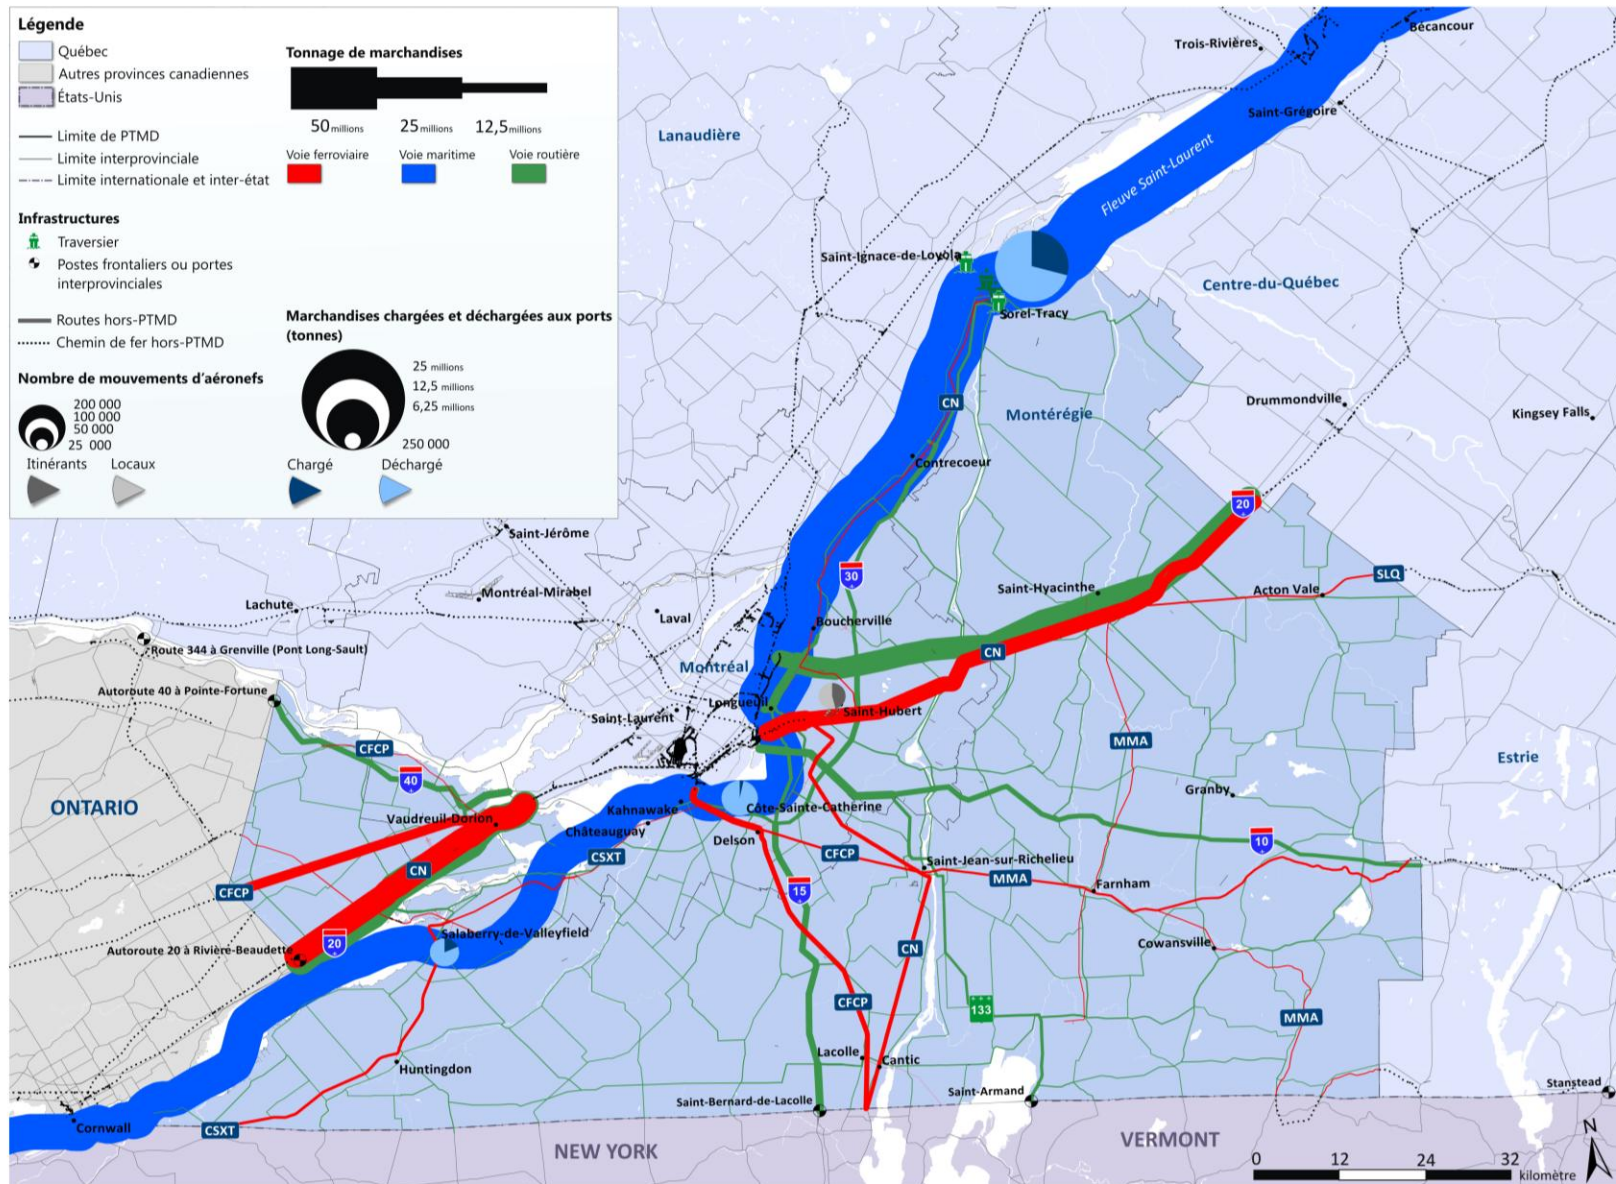 Légende
Québec
Autres provinces canadiennes
États-Unis
Limite de PTMD
Limite interprovinciale
Limite internationale et inter-état
Infrastructures
Traversier
Postes frontaliers ou portes
interprovinciales
Routes hors-PTMD
Chemin de fer hors-PTMD
Nombre de mouvements d'aéronefs
200 000
100 000
50 000
25 000
Itinérants Locaux
Tonnage de marchandises
50 millions 25 millions 12,5 millions
Voie ferroviaire Voie maritime Voie routière
Marchandises chargées et déchargées aux ports
(tonnes)
25 millions
12,5 millions
6,25 millions
250 000
Chargé Déchargé
Trois-Rivières
Bécancour
Saint-Grégoire
Lanaudière
Fleuve Saint-Laurent
Saint-Ignace-de-Loyola
Sorel-Tracy
Centre-du-Québec
CN
Montérégie
Drummondville
Kingsey Falls
Contrecoeur
20
Saint-Jérôme
Montréal-Mirabel
Lachute
Laval
30
Saint-Hyacinthe
Acton Vale
SLQ
Boucherville
Route 344 à Grenville (Pont Long-Sault)
Montréal
CN
Autoroute 40 à Pointe-Fortune
Longueuil
Saint-Hubert
Saint-Laurent
CFCP
40
MMA
Estrie
ONTARIO
Kahnawake
Côte-Sainte-Catherine
Granby
Vaudreuil-Dorion
Châteauguay
Delson
10
CSXT
CFCP
Saint-Jean-sur-Richelieu
CN
MMA
Farnham
CFCP
15
Salaberry-de-Valleyfield
20
Autoroute 20 à Rivière-Beaudette
CN
Cowansville
CFCP
133
MMA
Huntingdon
Lacolle
Cantic
Saint-Bernard-de-Lacolle
Saint-Armand
Stanstead
Cornwall
CSXT
NEW YORK
VERMONT
N
0 12 24 32
kilomètre